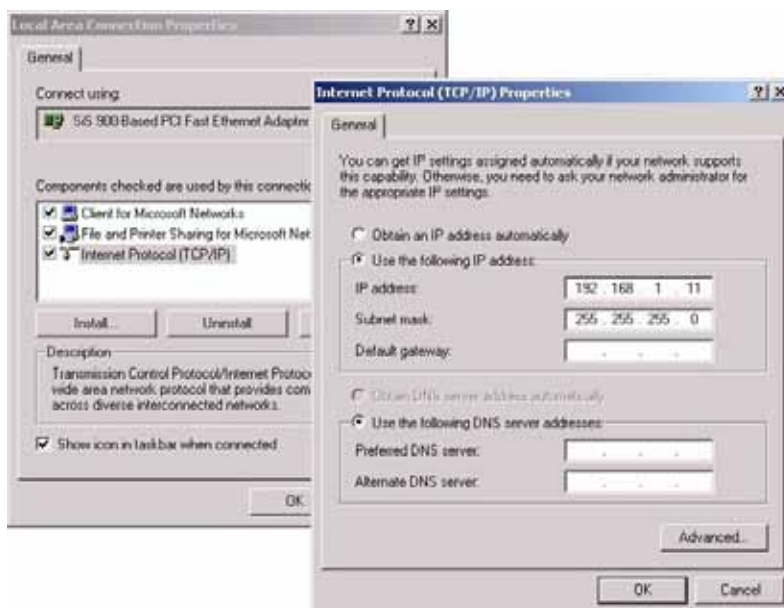 Local Area Connection Properties
General
Connect using:
SiS 900-Based PCI Fast Ethernet Adapter
Components checked are used by this connectio
Client for Microsoft Networks
File and Printer Sharing for Microsoft Net
Internet Protocol (TCP/IP)
Install...
Uninstall
Description
Transmission Control Protocol/Internet Protoco
wide area network protocol that provides com
across diverse interconnected networks.
Show icon in taskbar when connected
OK
Internet Protocol (TCP/IP) Properties
General
You can get IP settings assigned automatically if your network supports
this capability. Otherwise, you need to ask your network administrator for
the appropriate IP settings.
Obtain an IP address automatically
Use the following IP address:
IP address: 192 . 168 . 1 . 11
Subnet mask: 255 . 255 . 255 . 0
Default gateway: . . .
Obtain DNS server address automatically
Use the following DNS server addresses:
Preferred DNS server: . . .
Alternate DNS server: . . .
Advanced...
OK
Cancel